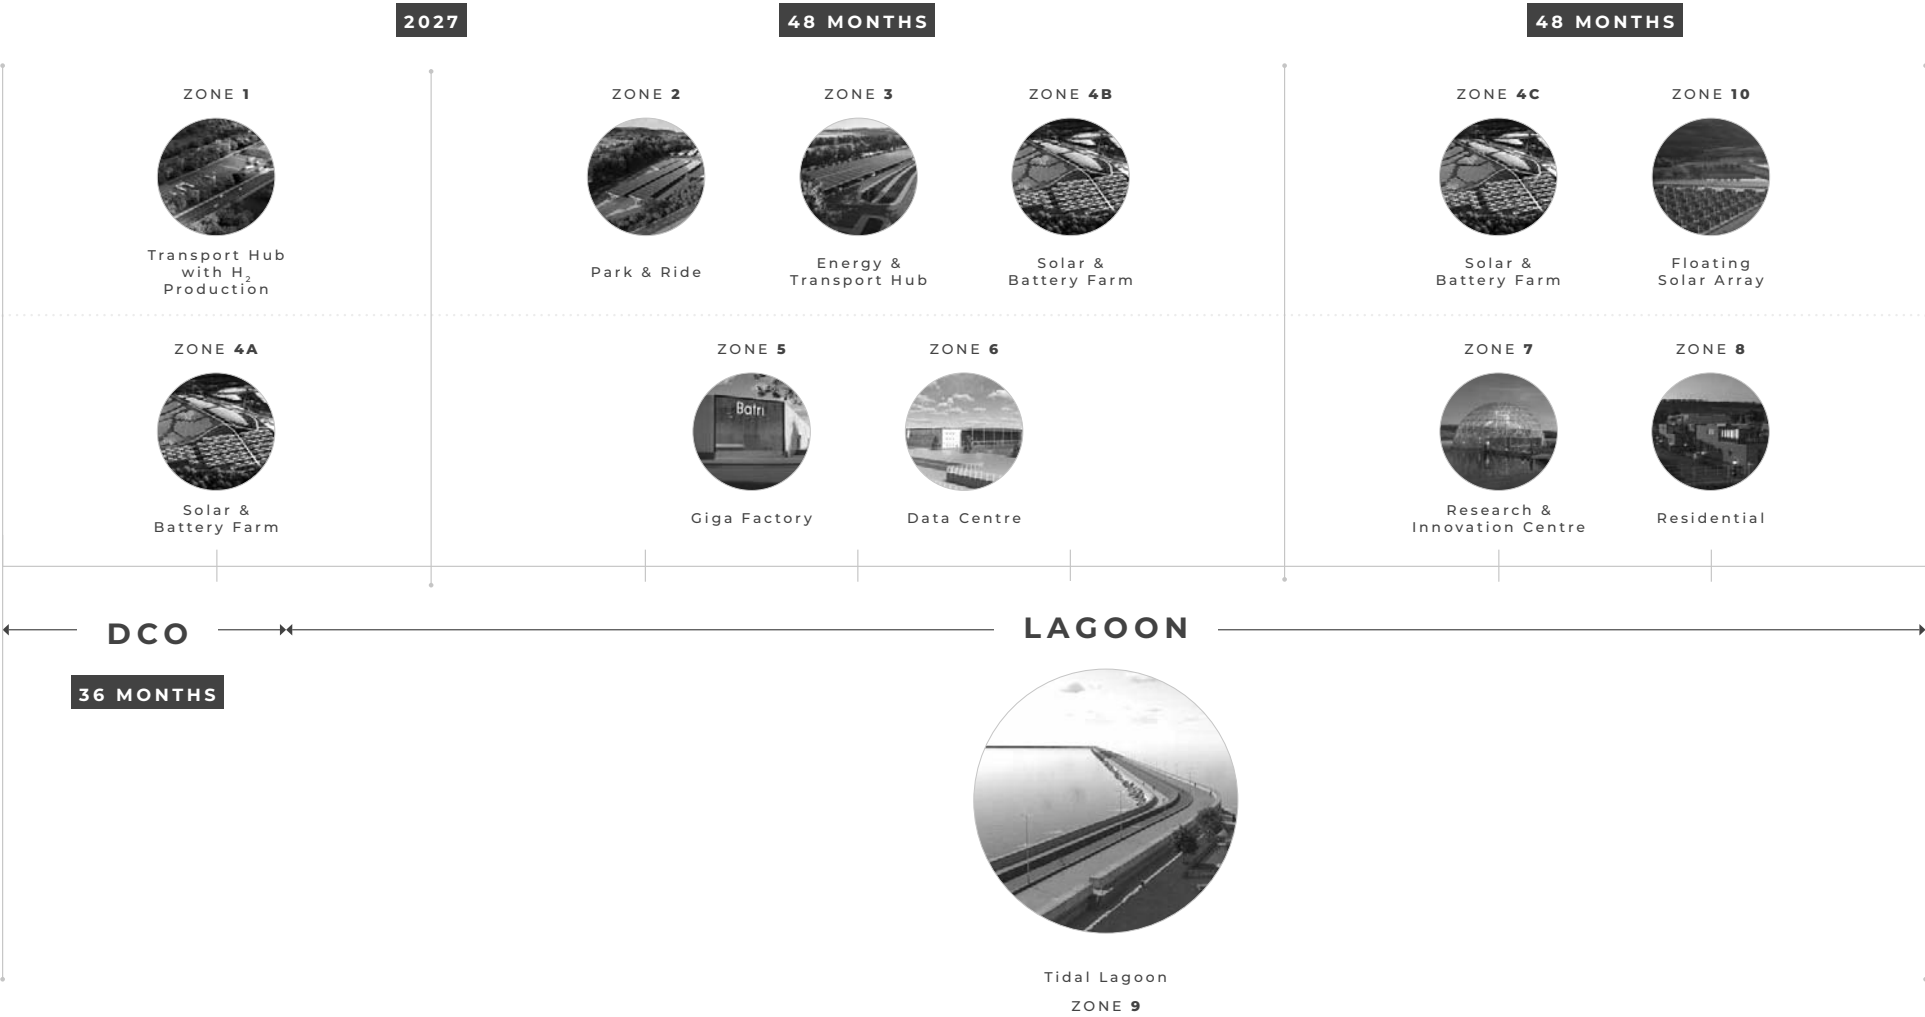 2027
48 MONTHS
48 MONTHS
ZONE 1
ZONE 2
ZONE 3
ZONE 4B
ZONE 4C
ZONE 10
Transport Hub
with H₂
Production
Park & Ride
Energy &
Transport Hub
Solar &
Battery Farm
Solar &
Battery Farm
Floating
Solar Array
ZONE 4A
ZONE 5
ZONE 6
ZONE 7
ZONE 8
Batri
Solar &
Battery Farm
Giga Factory
Data Centre
Research &
Innovation Centre
Residential
DCO
LAGOON
36 MONTHS
Tidal Lagoon
ZONE 9